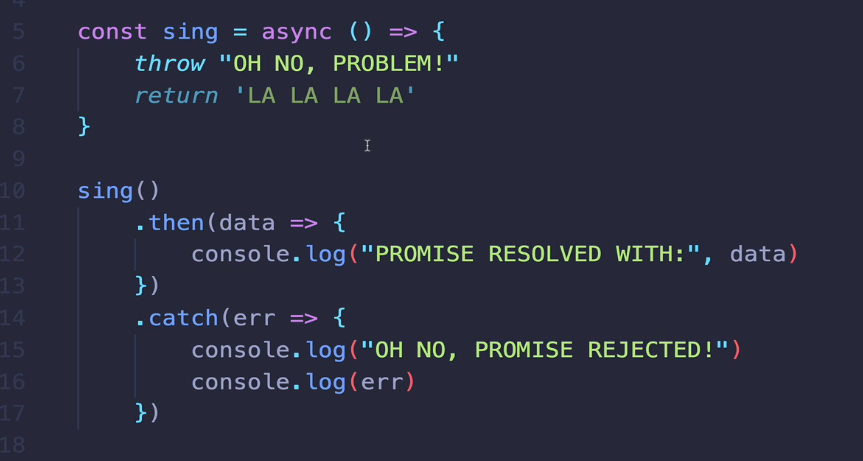 4
5 const sing = async () => {
6 throw "OH NO, PROBLEM!"
7 return 'LA LA LA LA'
8 }
9
10 sing()
11 .then(data => {
12 console.log("PROMISE RESOLVED WITH:", data)
13 })
14 .catch(err => {
15 console.log("OH NO, PROMISE REJECTED!")
16 console.log(err)
17 })
18